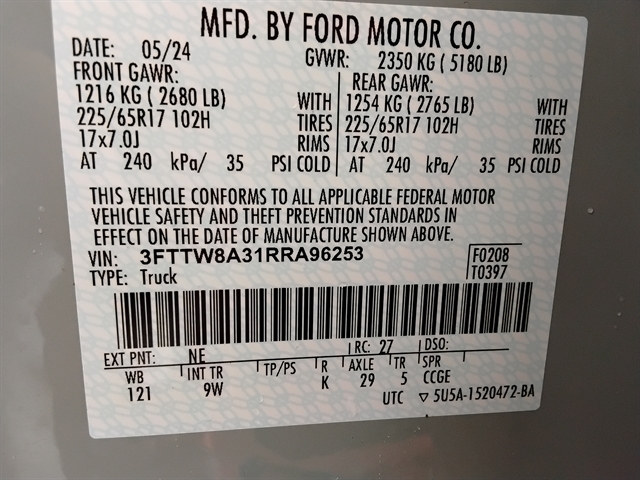 MFD. BY FORD MOTOR CO.
DATE: 05/24 GVWR: 2350 KG ( 5180 LB)
FRONT GAWR: REAR GAWR:
1216 KG ( 2680 LB) WITH 1254 KG ( 2765 LB) WITH
225/65R17 102H TIRES 225/65R17 102H TIRES
17x7.0J RIMS 17x7.0J RIMS
AT 240 kPa/ 35 PSI COLD AT 240 kPa/ 35 PSI COLD
THIS VEHICLE CONFORMS TO ALL APPLICABLE FEDERAL MOTOR
VEHICLE SAFETY AND THEFT PREVENTION STANDARDS IN
EFFECT ON THE DATE OF MANUFACTURE SHOWN ABOVE.
VIN: 3FTTW8A31RRA96253 F0208
TYPE: Truck T0397
EXT PNT: NE RC: 27 DSO:
WB INT TR TP/PS R AXLE TR SPR
121 9W K 29 5 CCGE
UTC ▽ 5U5A-1520472-BA